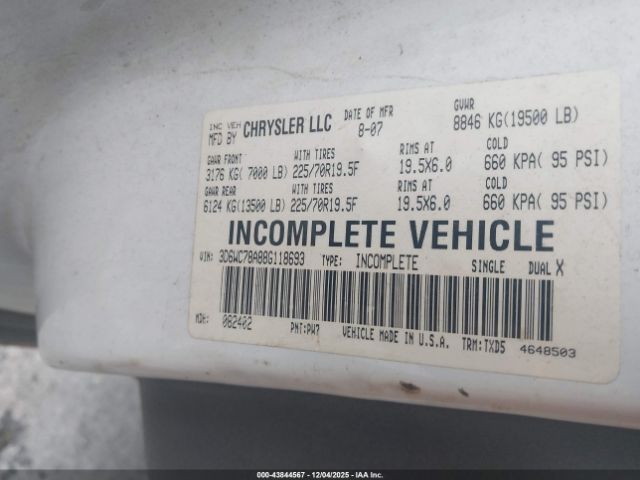 INC VEH MFD BY CHRYSLER LLC DATE OF MFR 8-07 GVWR 8846 KG(19500 LB)
GAWR FRONT WITH TIRES RIMS AT COLD
3176 KG( 7000 LB) 225/70R19.5F 19.5X6.0 660 KPA( 95 PSI)
GAWR REAR WITH TIRES RIMS AT COLD
6124 KG(13500 LB) 225/70R19.5F 19.5X6.0 660 KPA( 95 PSI)
INCOMPLETE VEHICLE
VIN: 3D6WC78A88G118693 TYPE: INCOMPLETE SINGLE DUAL X
MDH: 082402 PNT:PW7 VEHICLE MADE IN U.S.A. TRM:TXD5 4648503
000-43844567 - 12/04/2025 - IAA Inc.